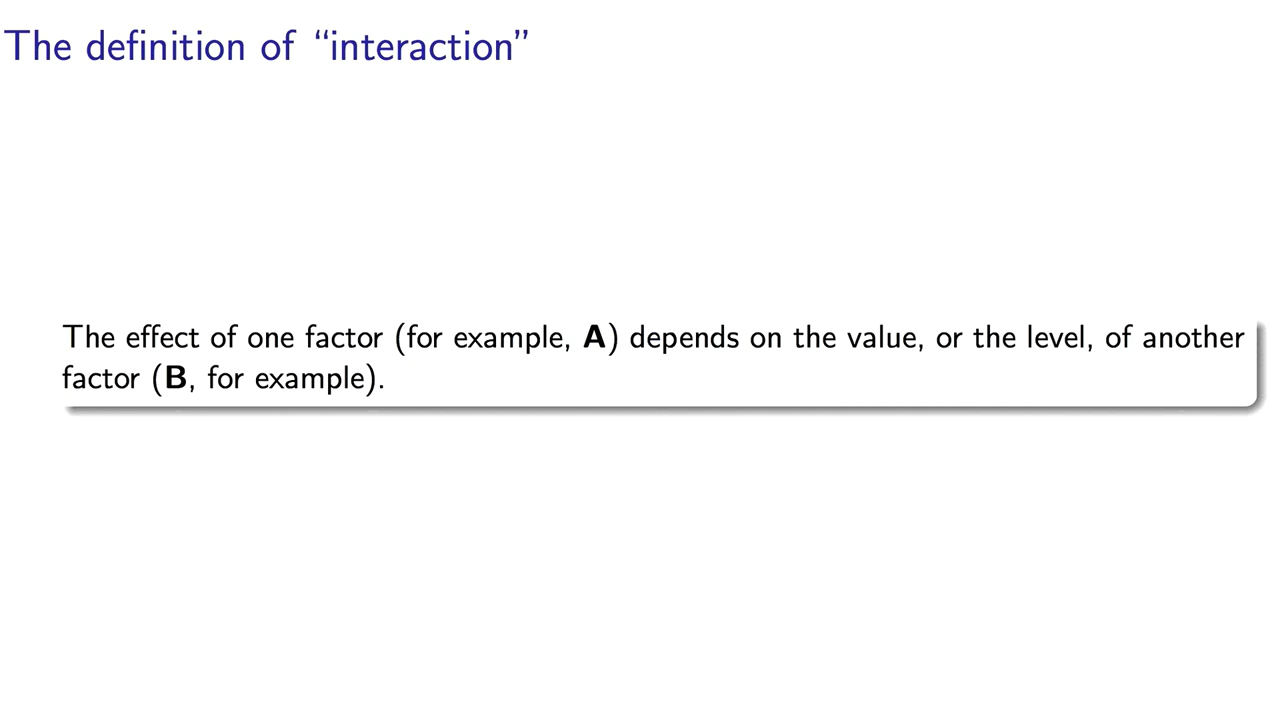 The definition of “interaction”
The effect of one factor (for example, A) depends on the value, or the level, of another
factor (B, for example).